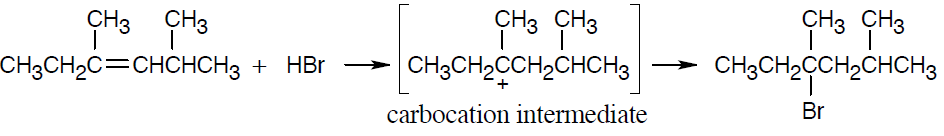 CH₃ CH₃ CH₃ CH₃ CH₃ CH₃
CH₃CH₂C=CHCHCH₃ + HBr ⟶ [CH₃CH₂CCH₂CHCH₃] ⟶ CH₃CH₂CCH₂CHCH₃
+ Br
carbocation intermediate